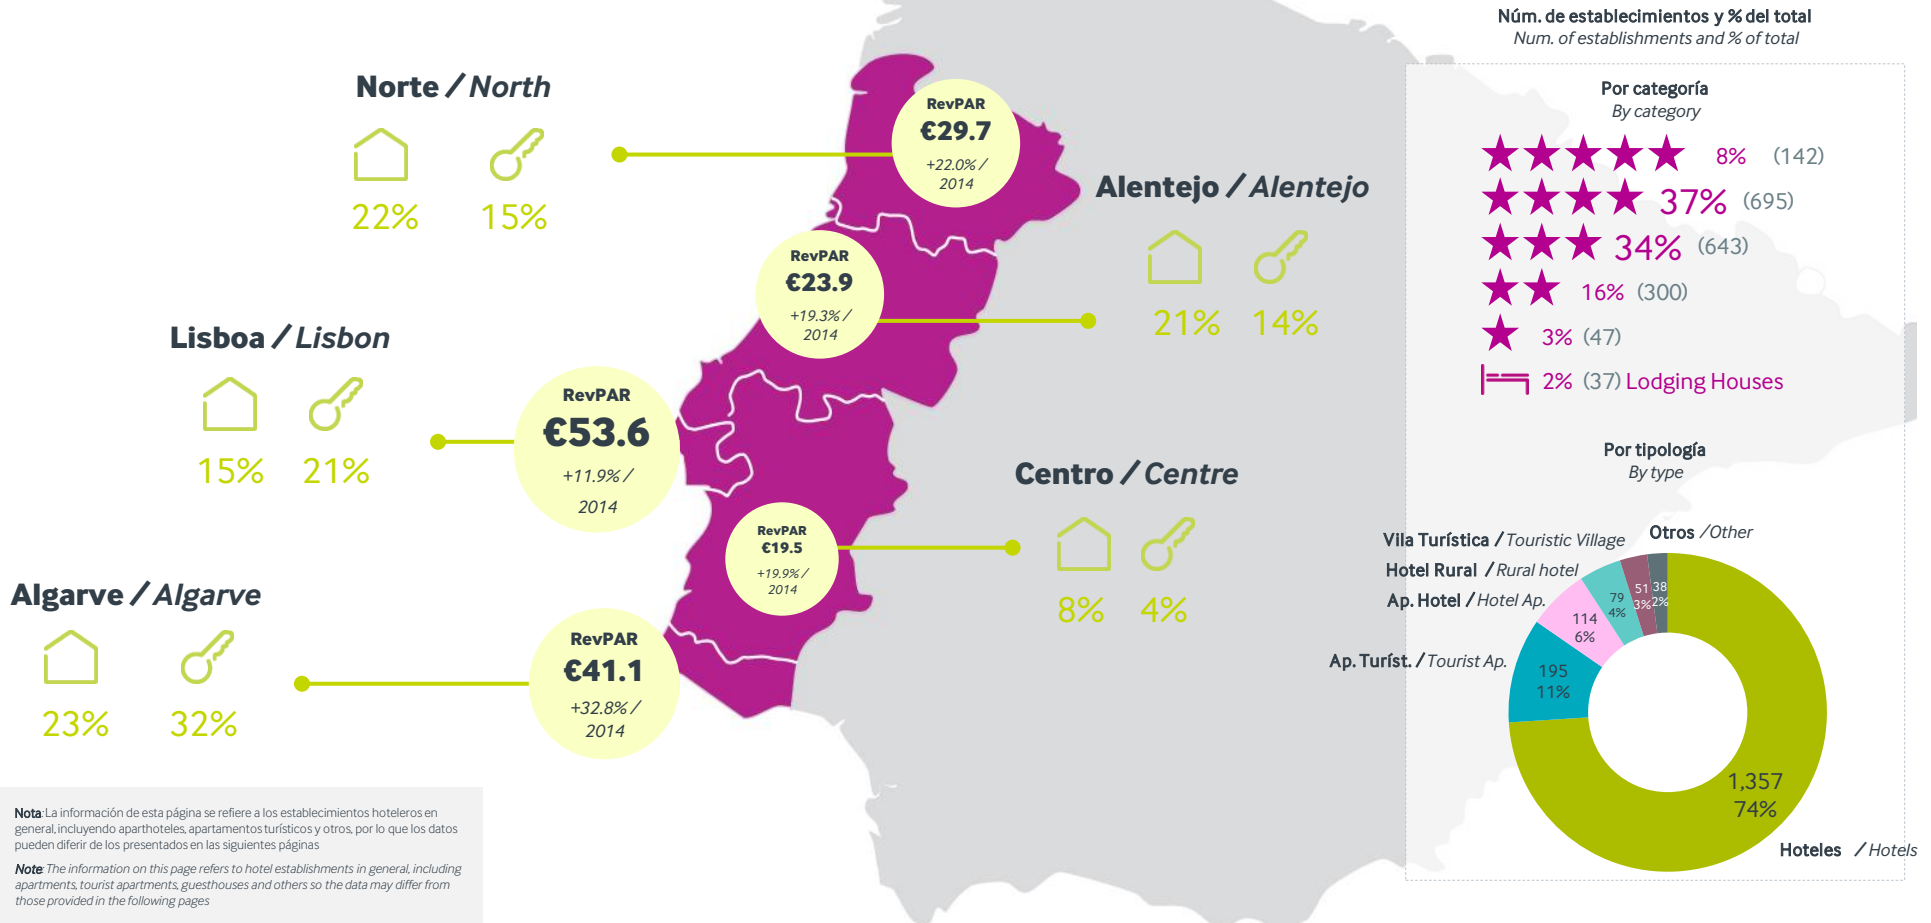 Norte / North
22% 15%
RevPAR
€29.7
+22.0% /
2014
Alentejo / Alentejo
21% 14%
RevPAR
€23.9
+19.3% /
2014
Lisboa / Lisbon
15% 21%
RevPAR
€53.6
+11.9% /
2014
Centro / Centre
8% 4%
RevPAR
€19.5
+19.9% /
2014
Algarve / Algarve
23% 32%
RevPAR
€41.1
+32.8% /
2014
Nota: La información de esta página se refiere a los establecimientos hoteleros en
general, incluyendo aparthoteles, apartamentos turísticos y otros, por lo que los datos
pueden diferir de los presentados en las siguientes páginas
Note: The information on this page refers to hotel establishments in general, including
apartments, tourist apartments, guesthouses and others so the data may differ from
those provided in the following pages
Núm. de establecimientos y % del total
Num. of establishments and % of total
Por categoría
By category
8% (142)
37% (695)
34% (643)
16% (300)
3% (47)
2% (37) Lodging Houses
Por tipología
By type
Otros / Other
Vila Turística / Touristic Village
Hotel Rural / Rural hotel
Ap. Hotel / Hotel Ap.
Ap. Turíst. / Tourist Ap.
38
2%
51
3%
79
4%
114
6%
195
11%
1,357
74%
Hoteles / Hotels